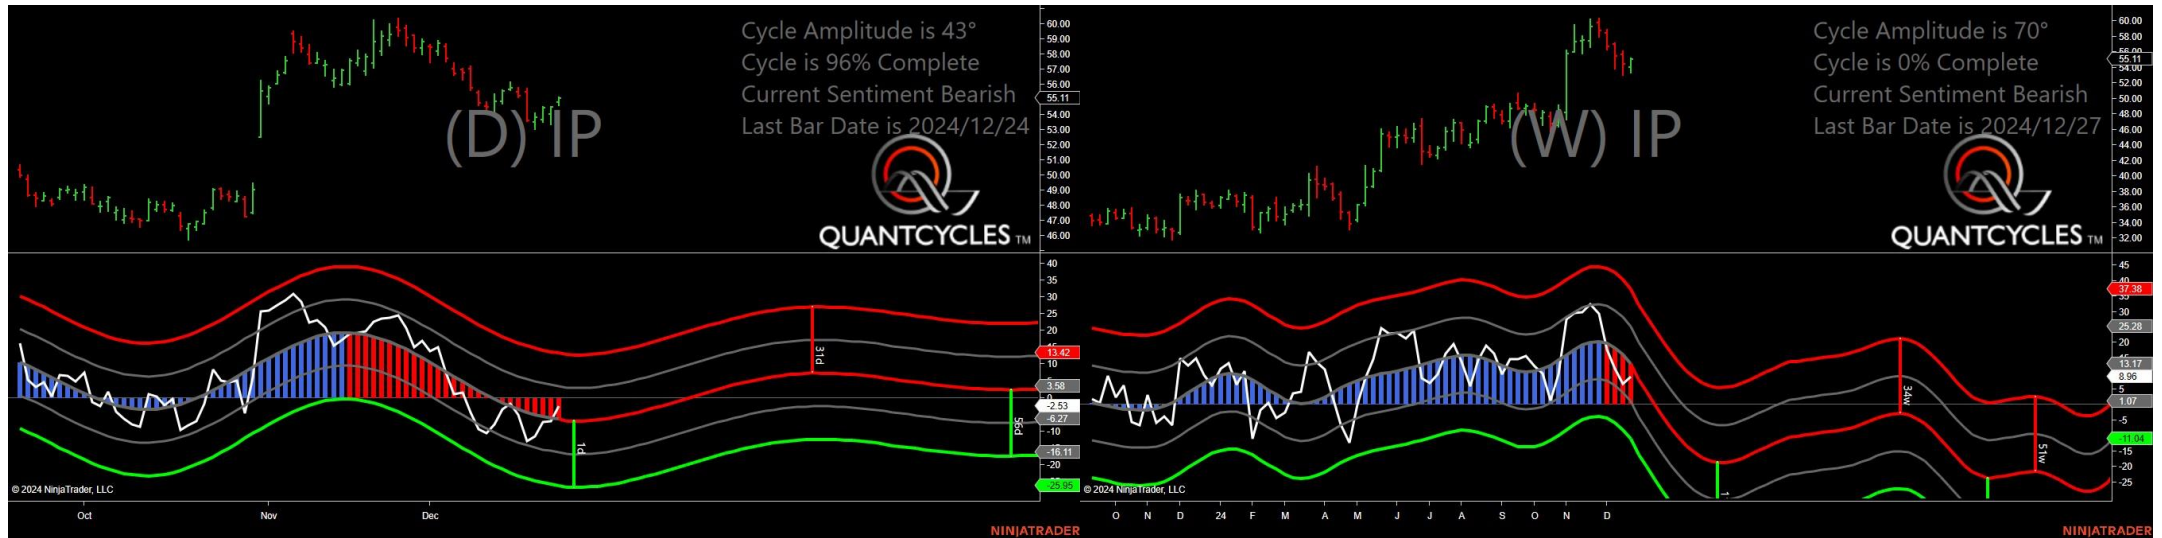 Cycle Amplitude is 43°
Cycle is 96% Complete
Current Sentiment Bearish
Last Bar Date is 2024/12/24
(D) IP
QUANTCYCLES TM
60.00
59.00
58.00
57.00
56.00
55.11
54.00
53.00
52.00
51.00
50.00
49.00
48.00
47.00
46.00
40
35
30
25
20
15
13.42
10
3.58
0
-2.53
-6.27
-10
-16.11
-20
-25.95
31d
1d
56d
© 2024 NinjaTrader, LLC
Oct
Nov
Dec
NINJATRADER
Cycle Amplitude is 70°
Cycle is 0% Complete
Current Sentiment Bearish
Last Bar Date is 2024/12/27
(W) IP
QUANTCYCLES TM
60.00
58.00
56.00
55.11
54.00
52.00
50.00
48.00
46.00
44.00
42.00
40.00
38.00
36.00
34.00
32.00
45
37.38
35
30
25.28
20
15
13.17
8.96
5
1.07
-5
-11.04
-15
-20
-25
34w
51w
© 2024 NinjaTrader, LLC
O N D 24 F M A M J J A S O N D
NINJATRADER